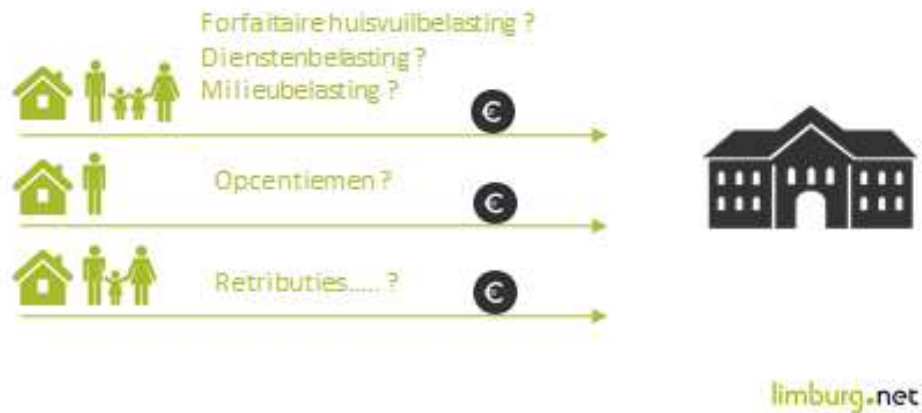 Forfaitaire huisvuilbelasting ?
Dienstenbelasting ?
Milieubelasting ?
€
Opcentiemen ?
€
Retributies..... ?
€
limburg.net